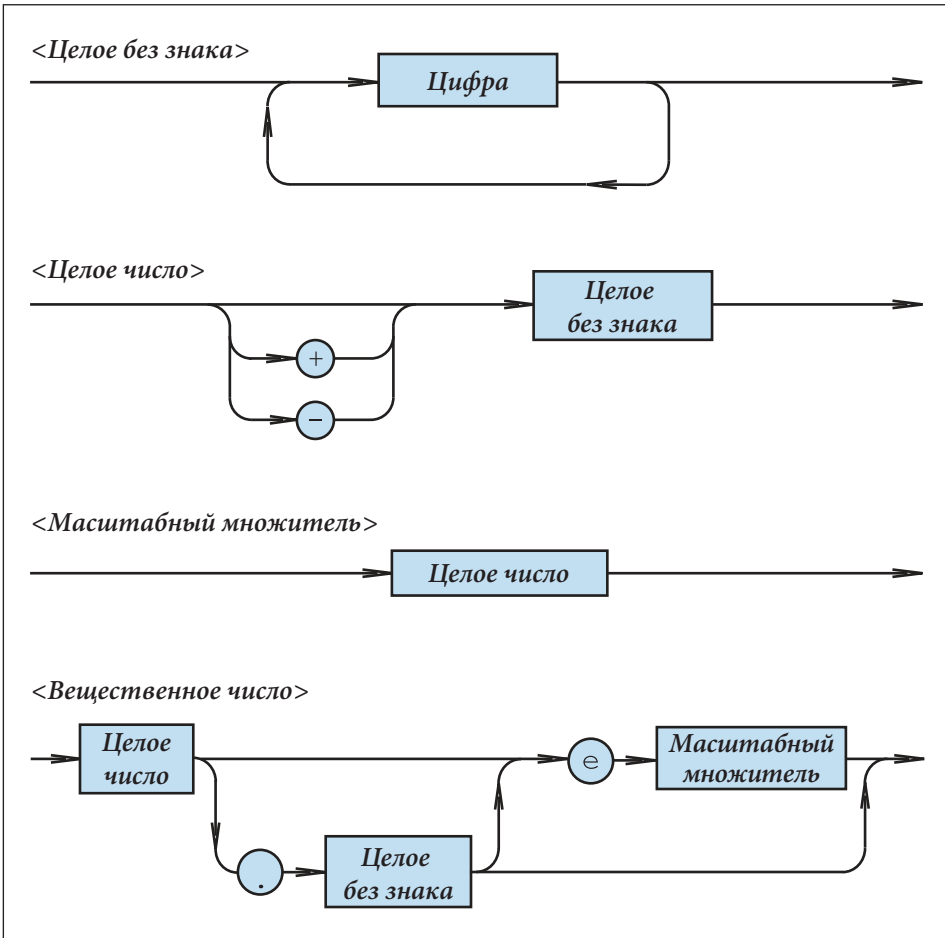 <Целое без знака>
Цифра
<Целое число>
Целое
без знака
+
−
<Масштабный множитель>
Целое число
<Вещественное число>
Целое
число
e
Масштабный
множитель
.
Целое
без знака